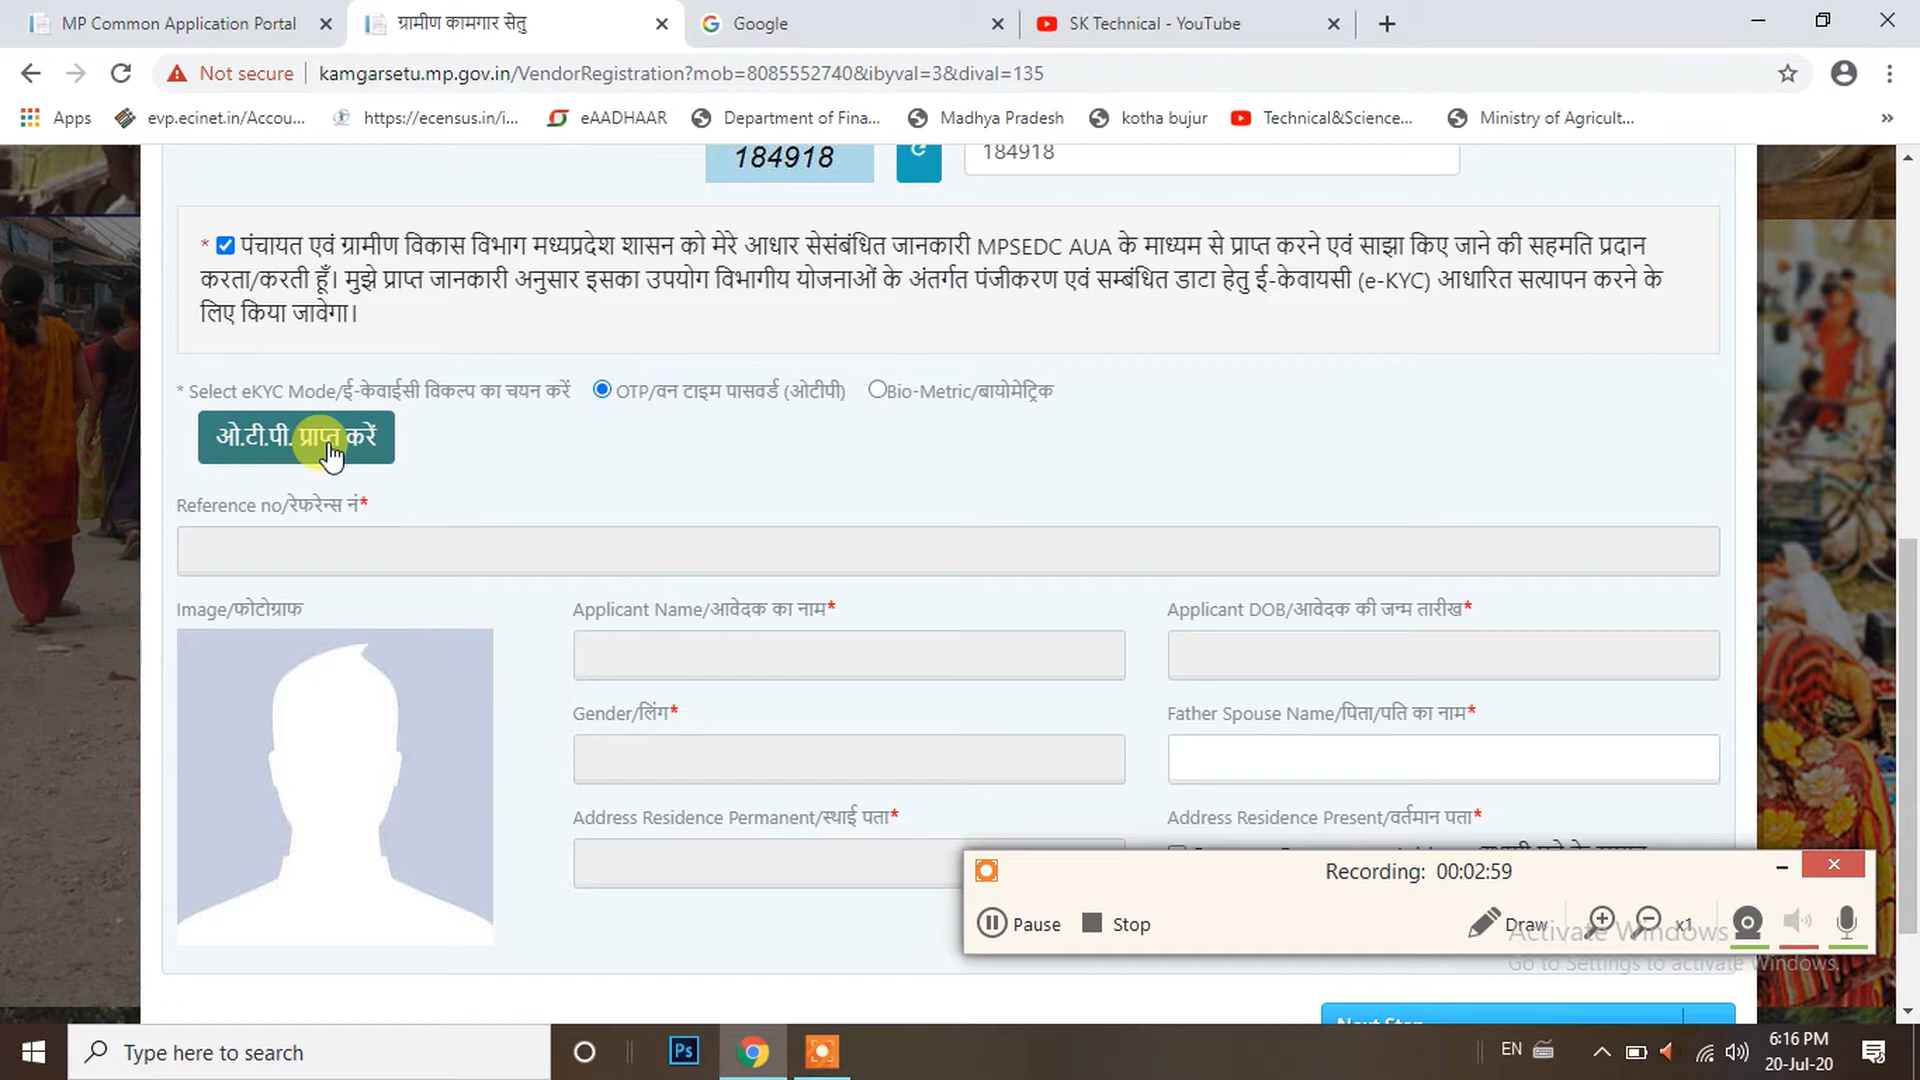 MP Common Application Portal
ग्रामीण कामगार सेतु
Google
SK Technical - YouTube
Not secure
kamgarsetu.mp.gov.in/VendorRegistration?mob=8085552740&ibyval=3&dival=135
Apps
evp.ecinet.in/Accou...
https://ecensus.in/i...
eAADHAAR
Department of Fina...
Madhya Pradesh
kotha bujur
Technical&Science...
Ministry of Agricult...
»
184918
184918
* पंचायत एवं ग्रामीण विकास विभाग मध्यप्रदेश शासन को मेरे आधार सेसंबंधित जानकारी MPSEDC AUA के माध्यम से प्राप्त करने एवं साझा किए जाने की सहमति प्रदान
करता/करती हूँ। मुझे प्राप्त जानकारी अनुसार इसका उपयोग विभागीय योजनाओं के अंतर्गत पंजीकरण एवं सम्बंधित डाटा हेतु ई-केवायसी (e-KYC) आधारित सत्यापन करने के
लिए किया जावेगा।
* Select eKYC Mode/ई-केवाईसी विकल्प का चयन करें
OTP/वन टाइम पासवर्ड (ओटीपी)
Bio-Metric/बायोमेट्रिक
ओ.टी.पी. प्राप्त करें
Reference no/रेफरेन्स नं*
Image/फोटोग्राफ
Applicant Name/आवेदक का नाम*
Applicant DOB/आवेदक की जन्म तारीख*
Gender/लिंग*
Father Spouse Name/पिता/पति का नाम*
Address Residence Permanent/स्थाई पता*
Address Residence Present/वर्तमान पता*
Recording: 00:02:59
Pause
Stop
Draw
x1
Activate Windows
Go to Settings to activate Windows.
Type here to search
Ps
EN
6:16 PM
20-Jul-20